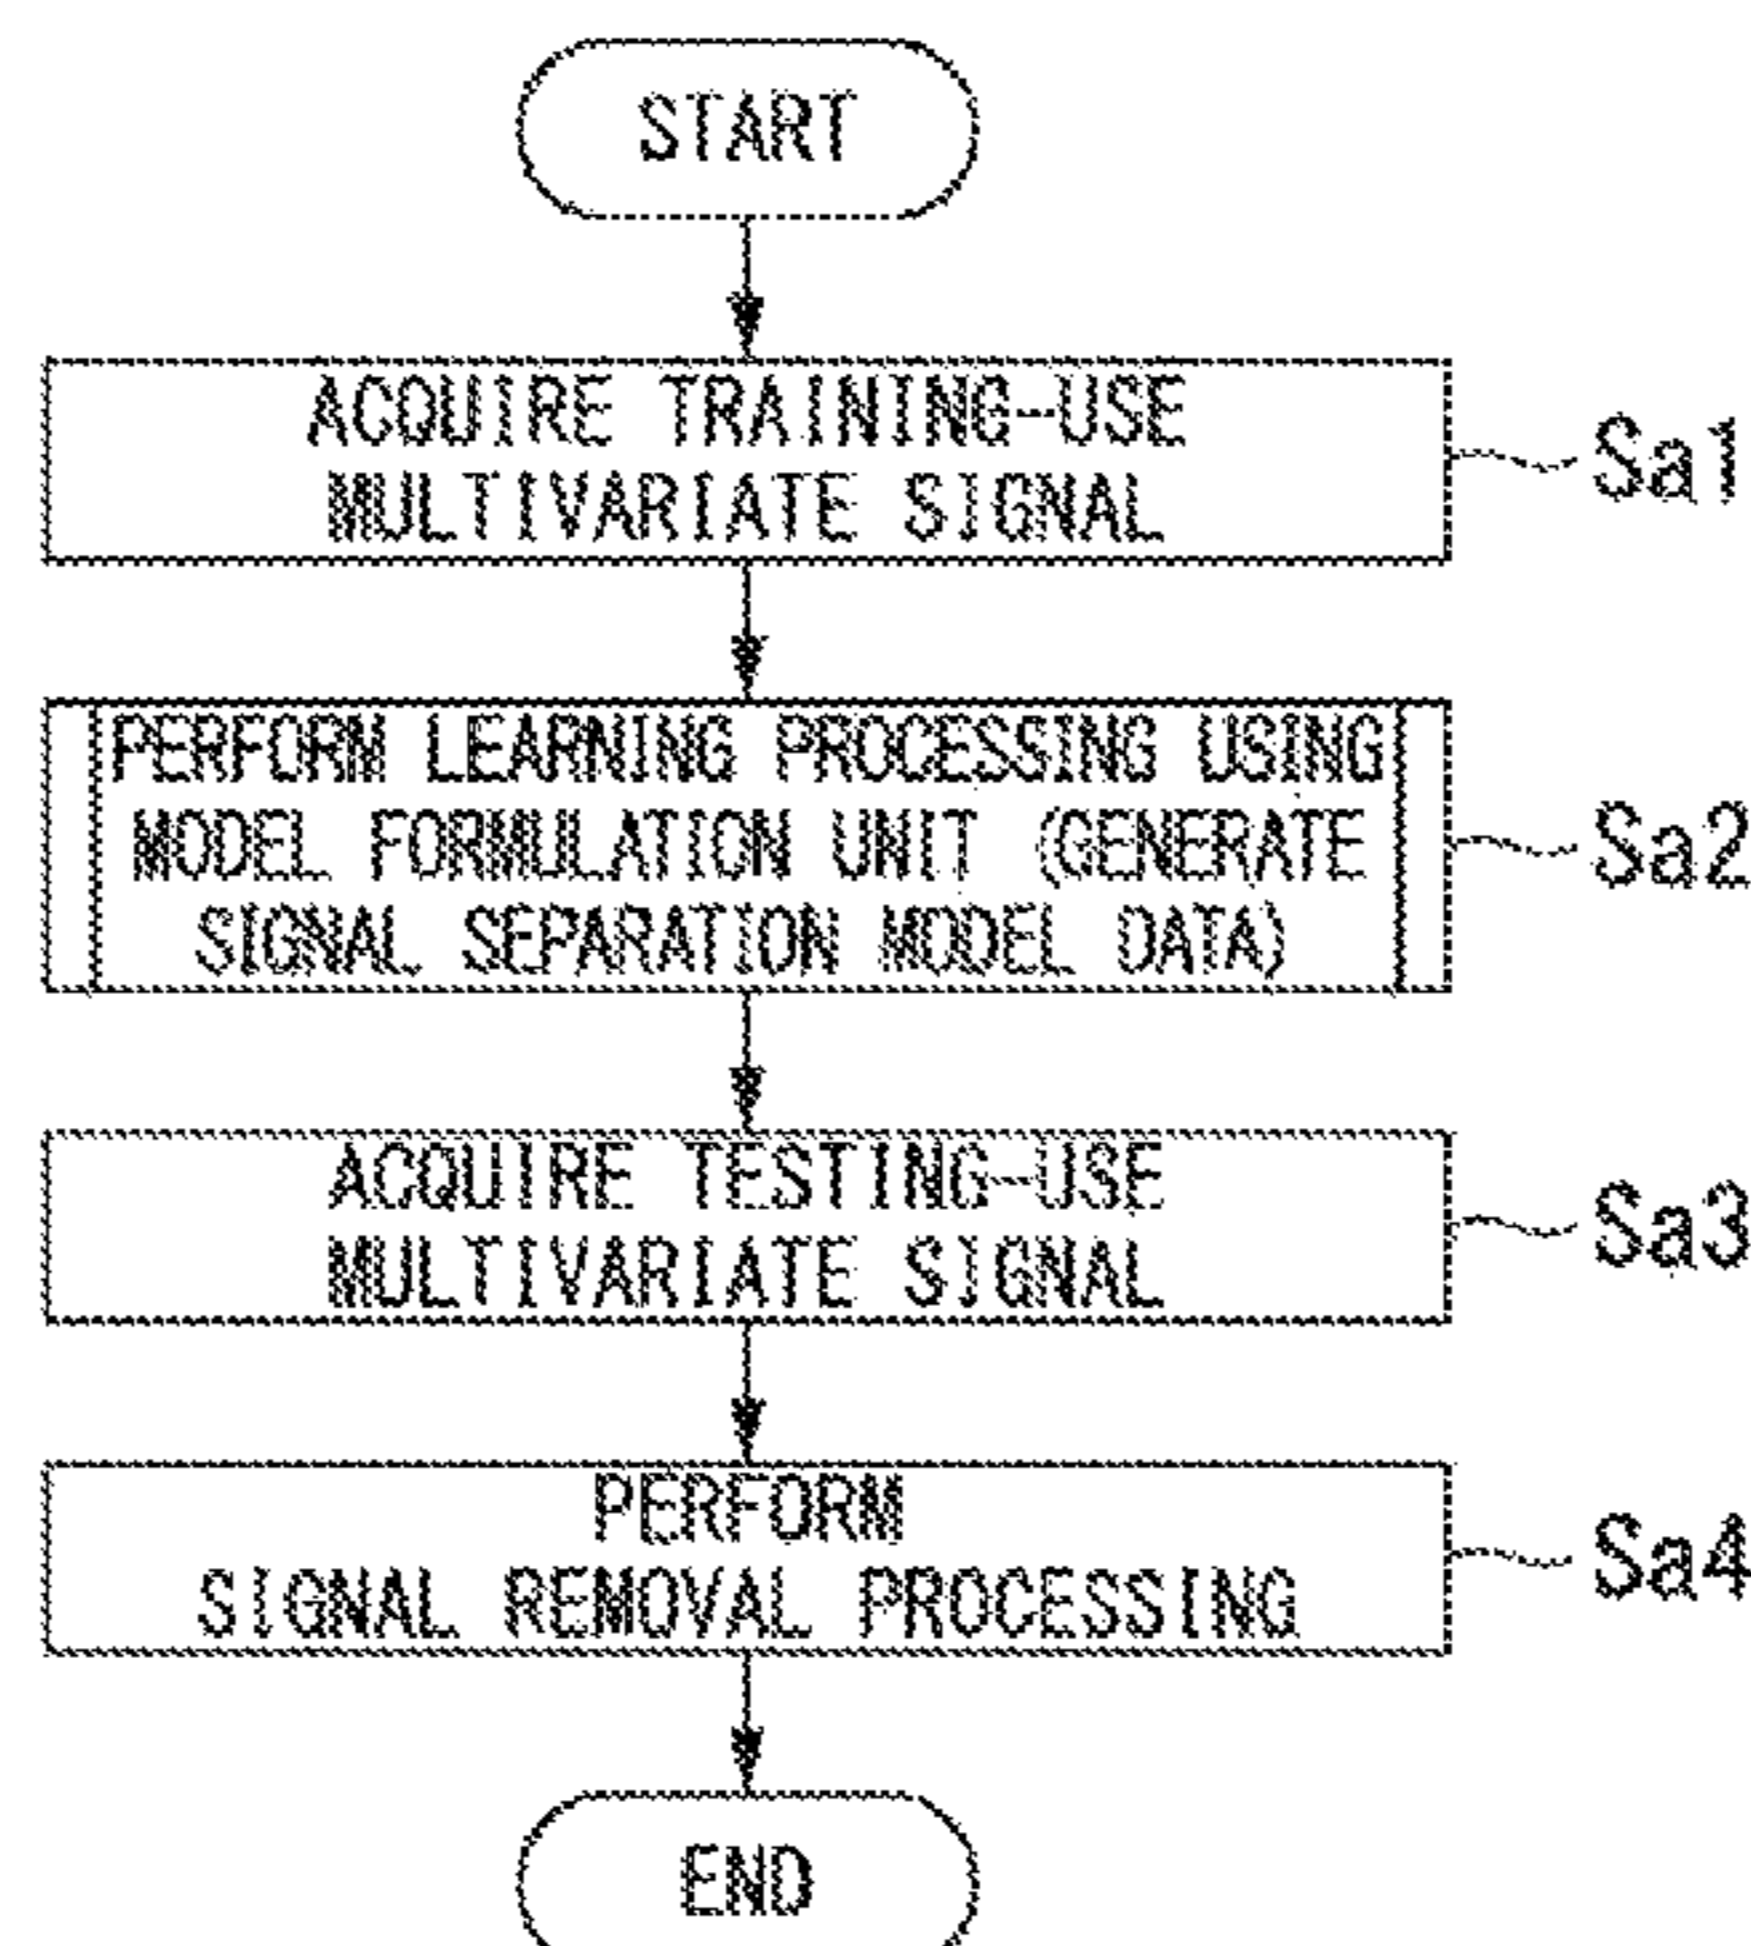 START
ACQUIRE TRAINING-USE
MULTIVARIATE SIGNAL
Sa1
PERFORM LEARNING PROCESSING USING
MODEL FORMULATION UNIT (GENERATE
SIGNAL SEPARATION MODEL DATA)
Sa2
ACQUIRE TESTING-USE
MULTIVARIATE SIGNAL
Sa3
PERFORM
SIGNAL REMOVAL PROCESSING
Sa4
END